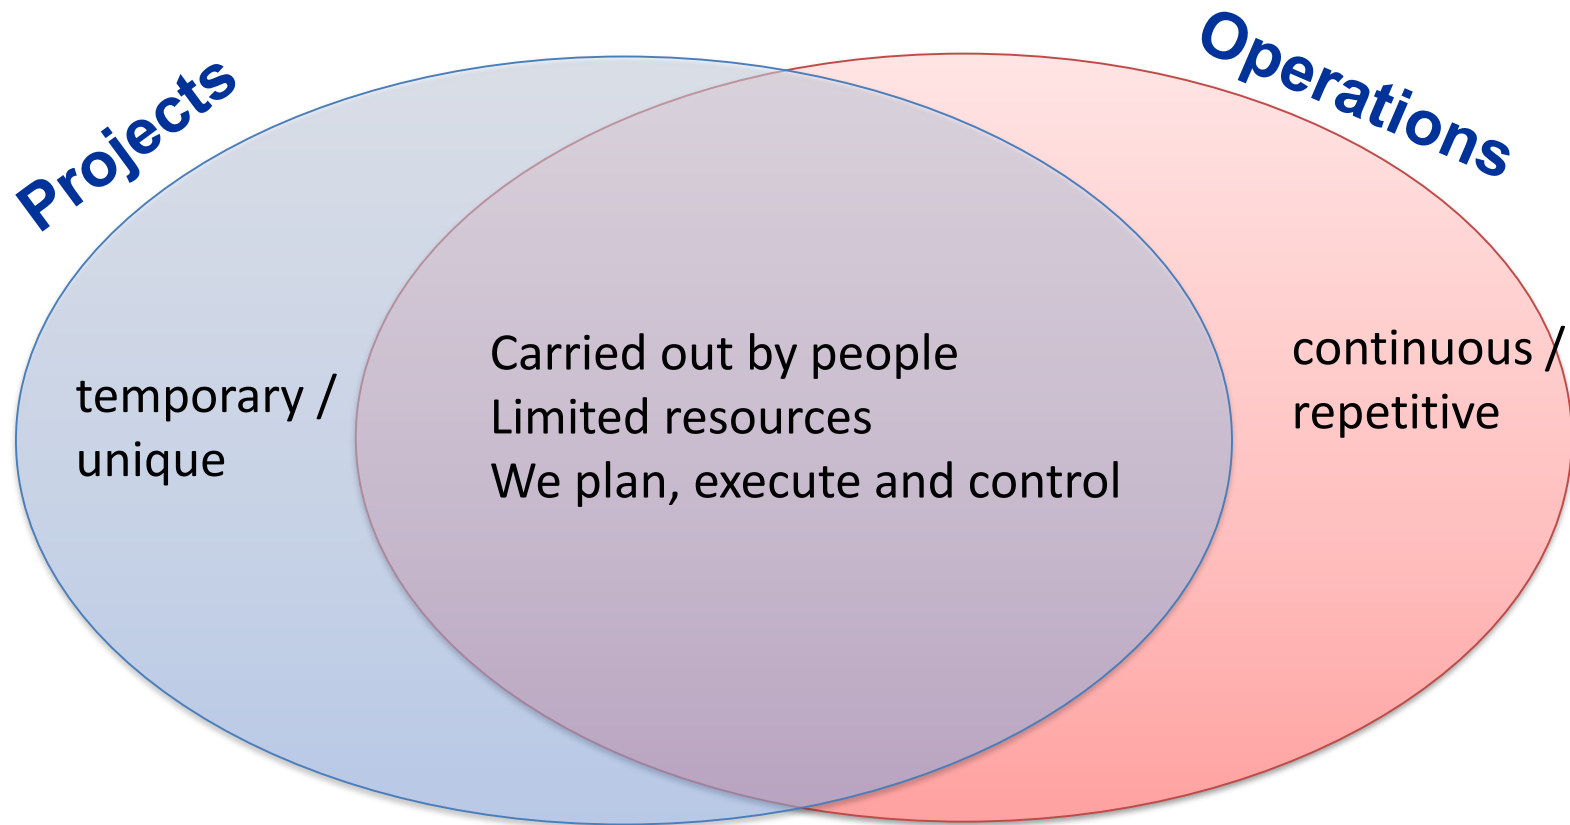 Projects
Operations
temporary /
unique
Carried out by people
Limited resources
We plan, execute and control
continuous /
repetitive